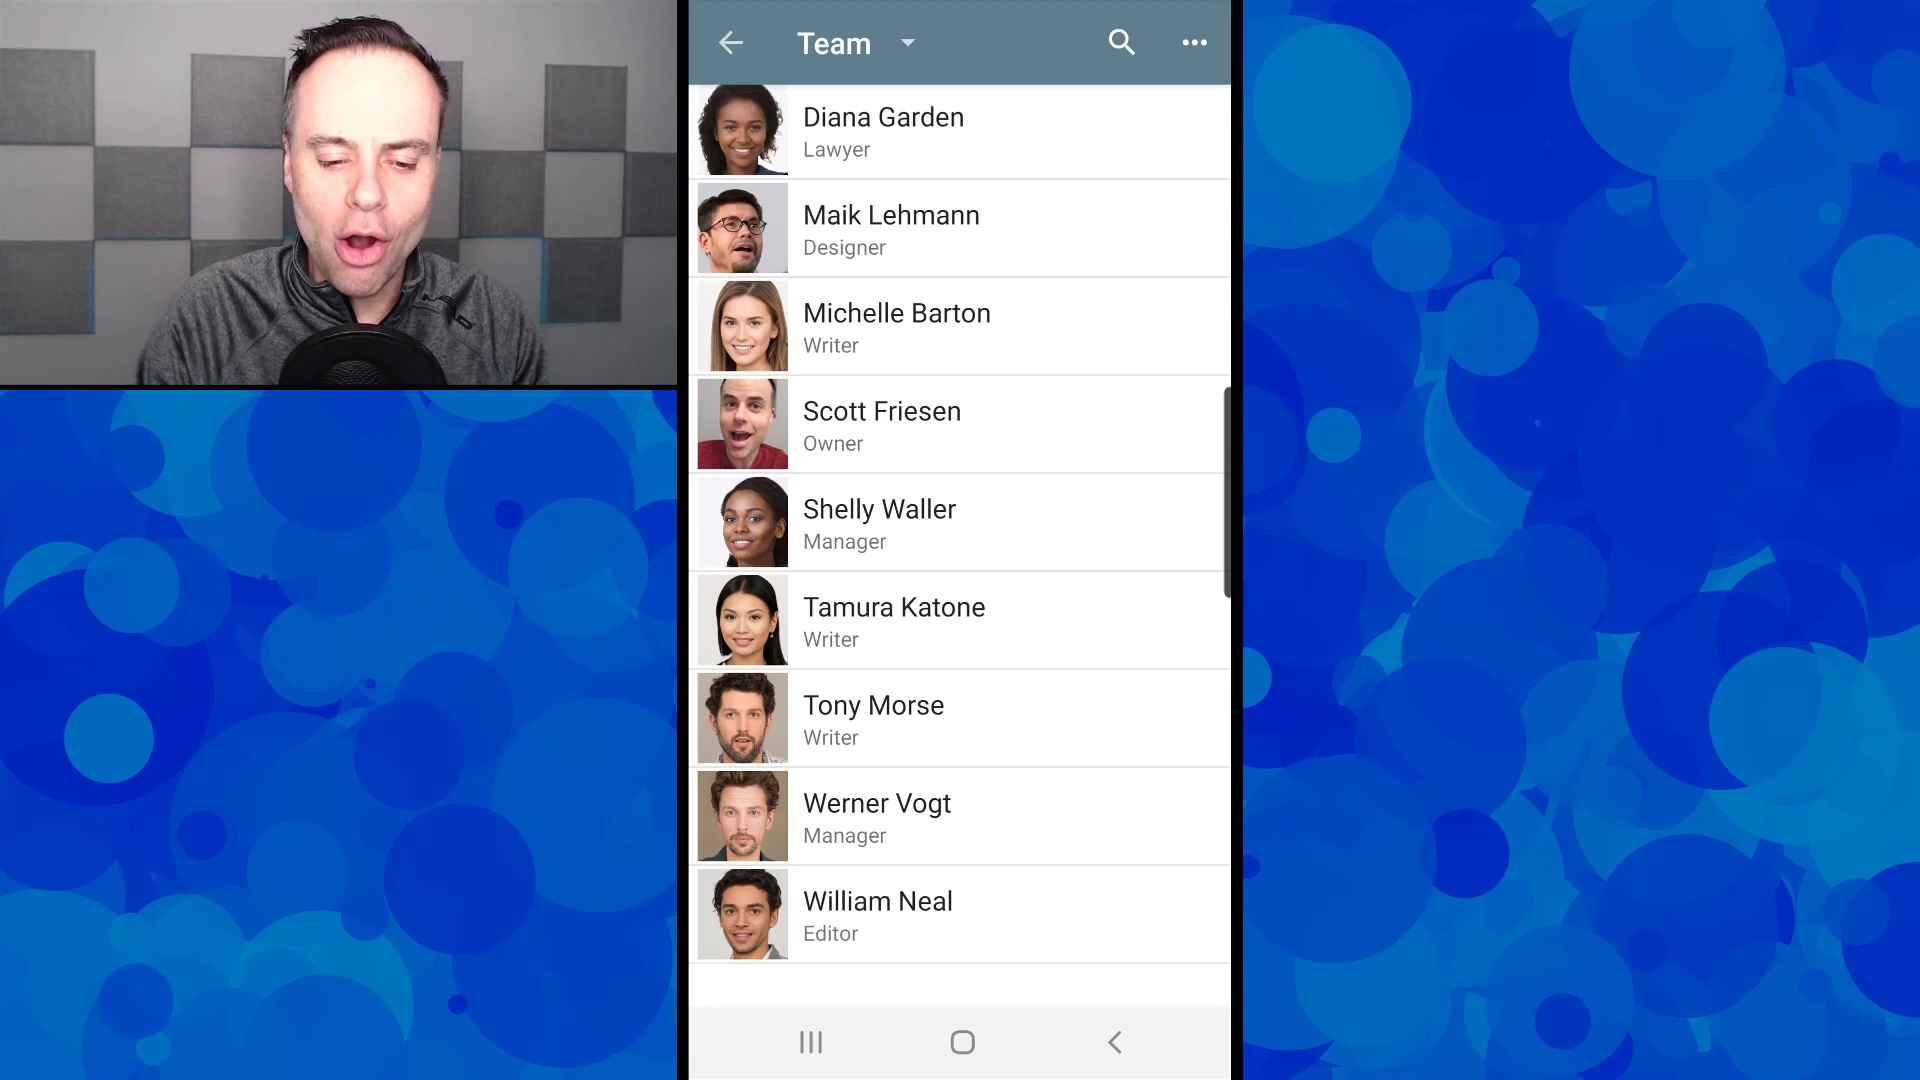 Team
Diana Garden
Lawyer
Maik Lehmann
Designer
Michelle Barton
Writer
Scott Friesen
Owner
Shelly Waller
Manager
Tamura Katone
Writer
Tony Morse
Writer
Werner Vogt
Manager
William Neal
Editor